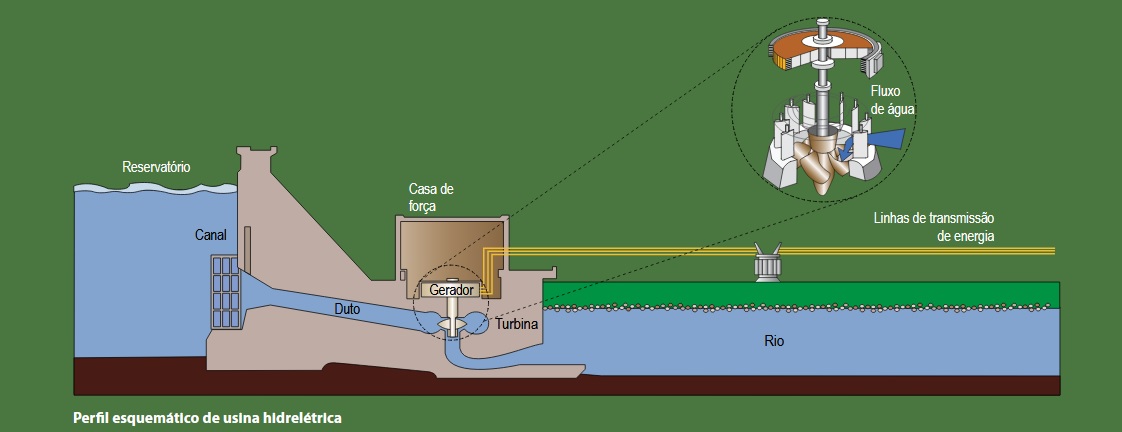 Fluxo
de água
Reservatório
Casa de
força
Linhas de transmissão
de energia
Canal
Gerador
Duto
Turbina
Rio
Perfil esquemático de usina hidrelétrica